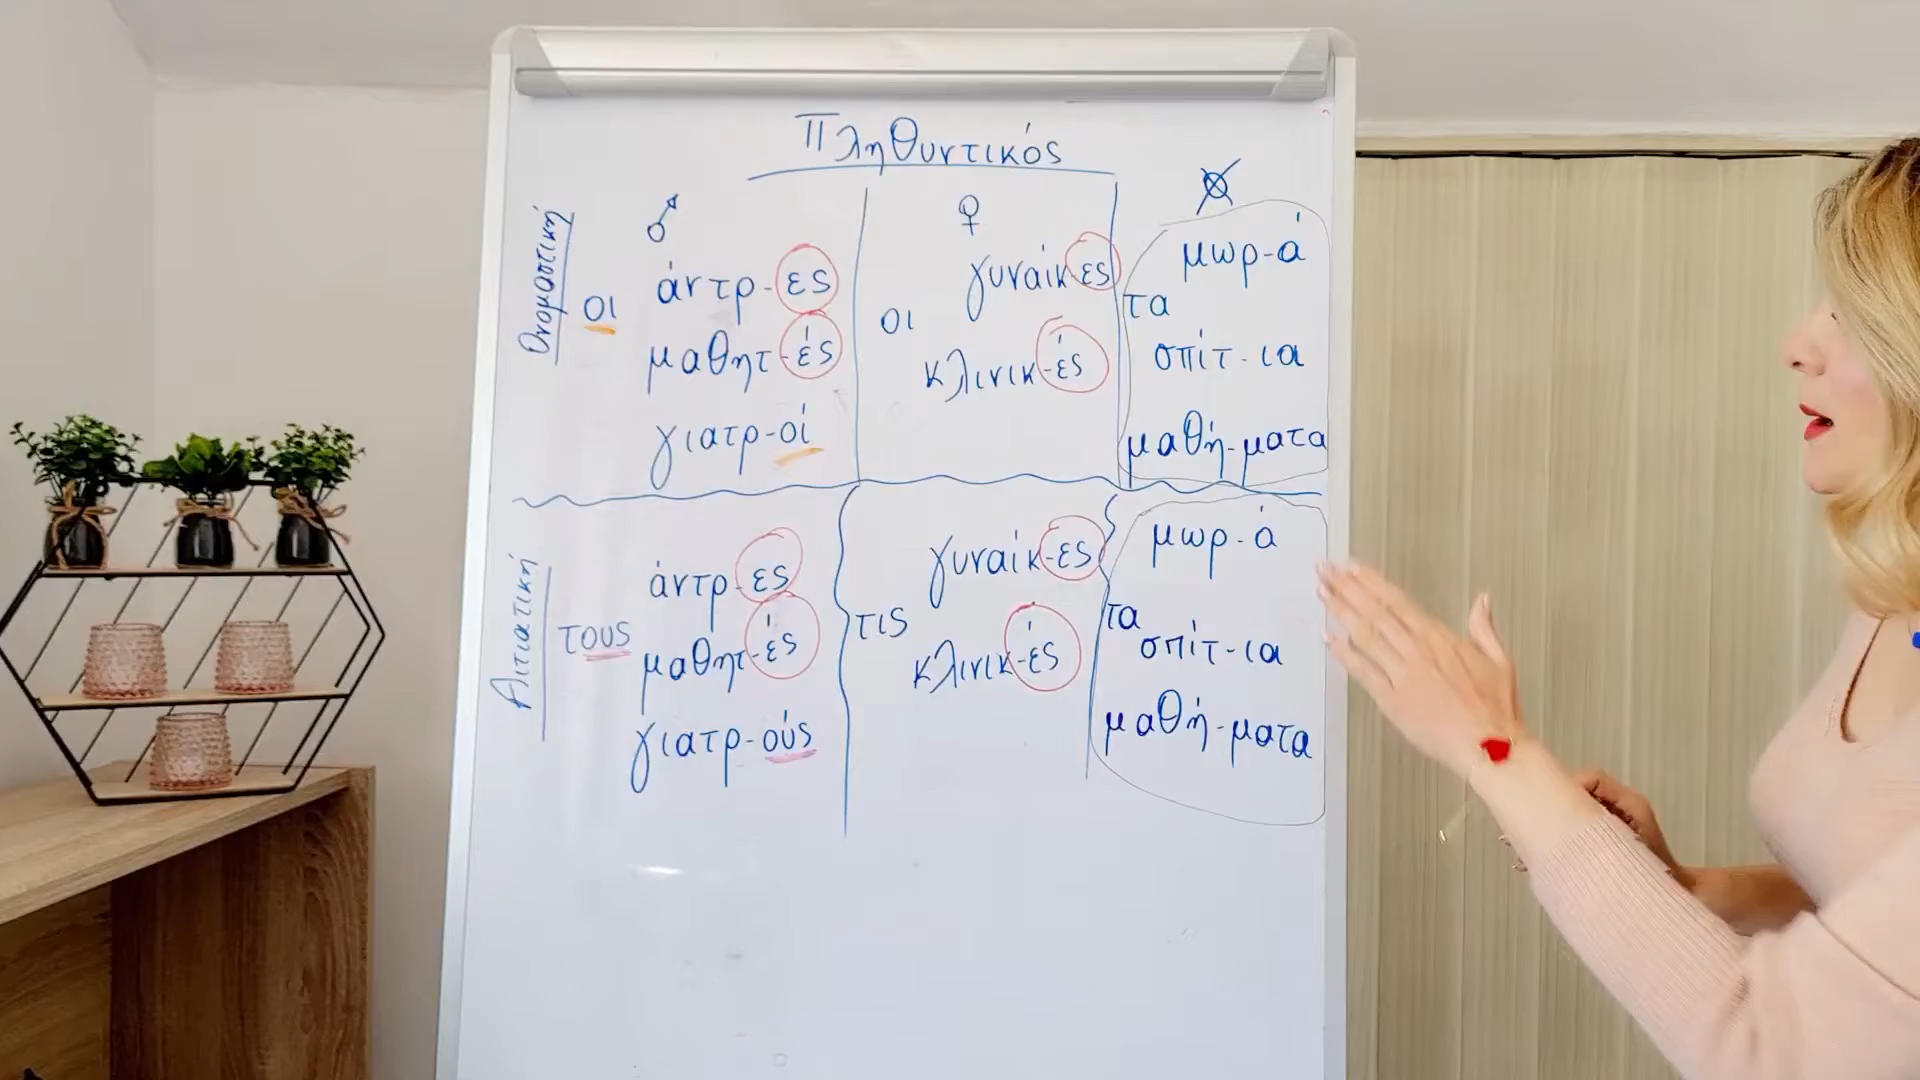 Πληθυντικός
Ονομαστική
οι
άντρ-ες
μαθητ-ές
γιατρ-οί
οι
γυναίκ-ες
κλινικ-ές
τα
μωρ-ά
σπίτ-ια
μαθή-ματα
Αιτιατική
τους
άντρ-ες
μαθητ-ές
γιατρ-ούς
τις
γυναίκ-ες
κλινικ-ές
τα
μωρ-ά
σπίτ-ια
μαθή-ματα